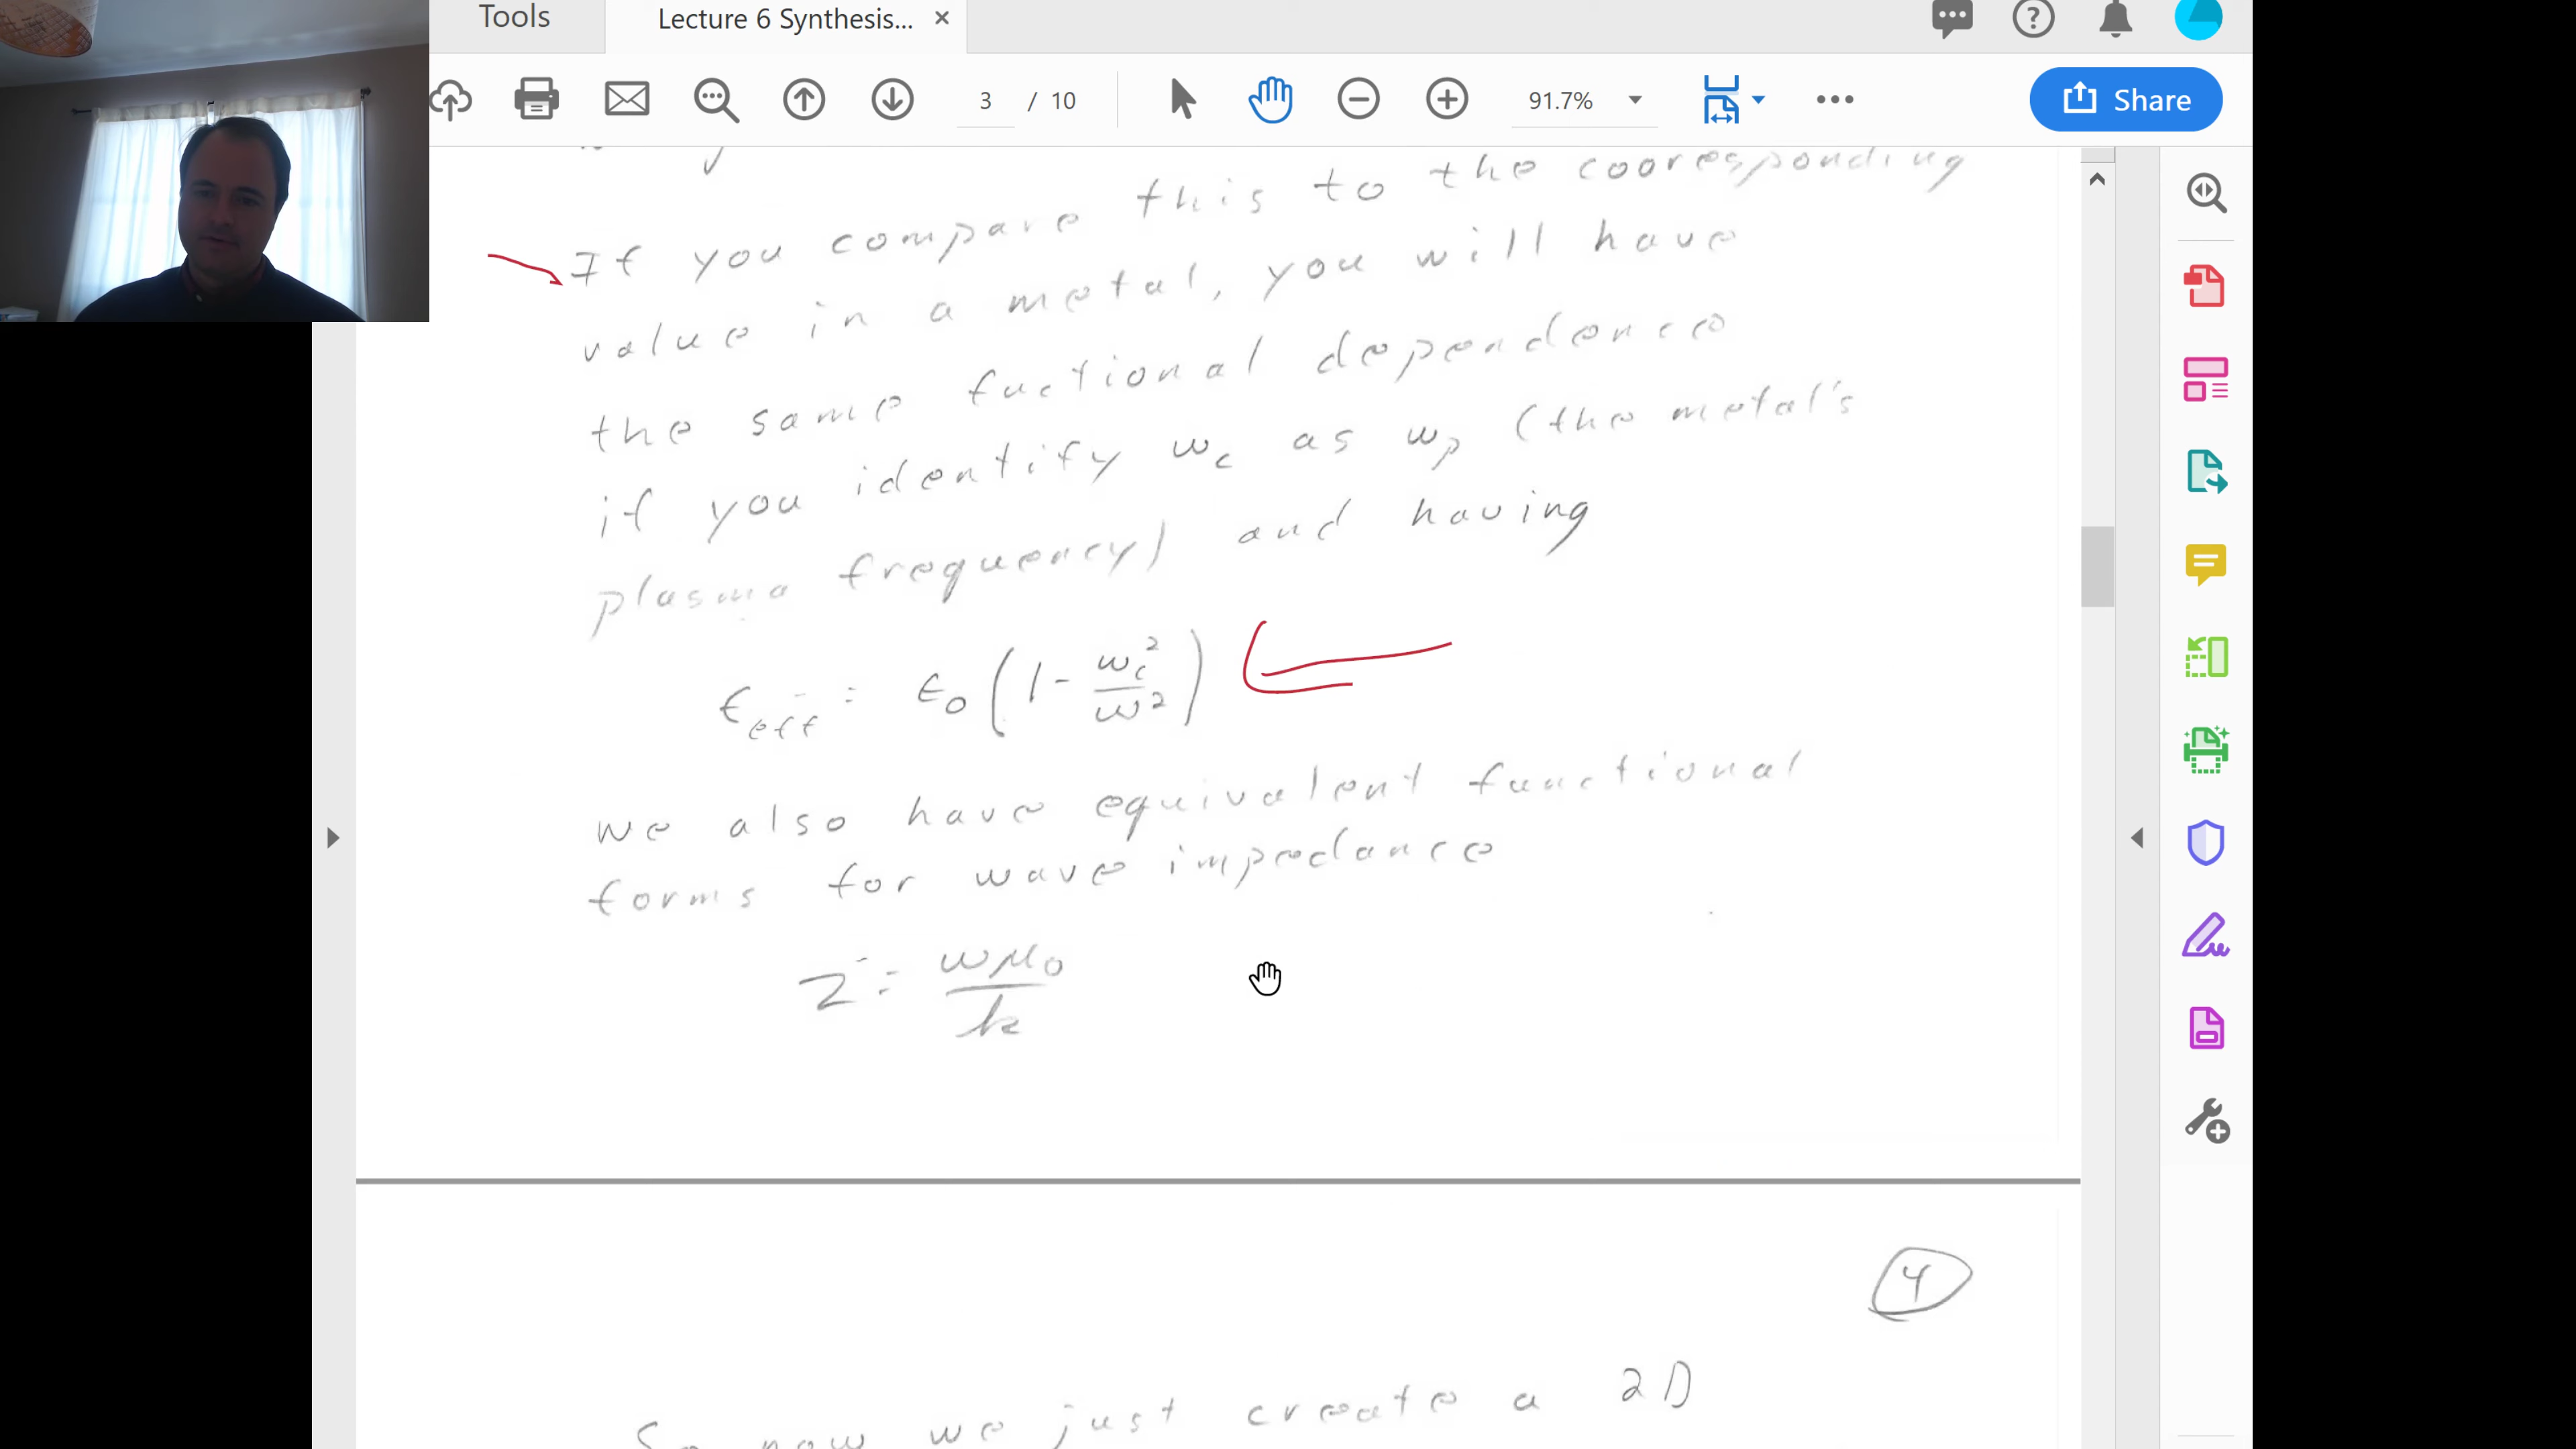 Tools
Lecture 6 Synthesis... ×
3 / 10
91.7%
Share
If you compare this to the cooresponding
value in a metal, you will have
the same fuctional dependence
if you identify ωc as ωp (the metal's
plasma frequency) and having
ϵeff = ϵ0 (1 - ωc²/ω²)
we also have equivalent functional
forms for wave impedance
Z = ωμ0/k
4
So now we just create a 2D